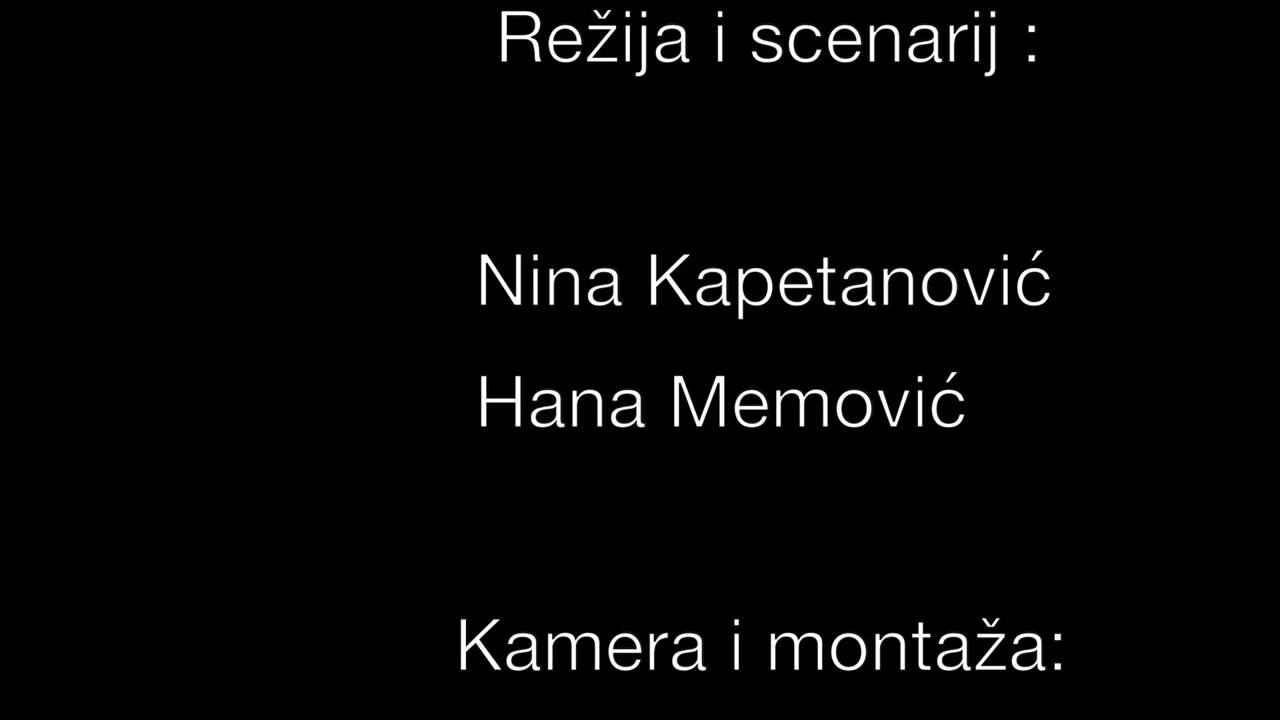 Režija i scenarij :
Nina Kapetanović
Hana Memović
Kamera i montaža: